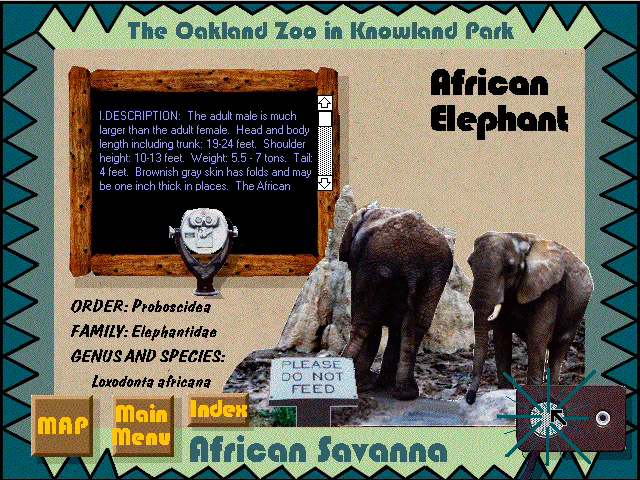 The Oakland Zoo in Knowland Park
African
Elephant
I.DESCRIPTION: The adult male is much
larger than the adult female. Head and body
length including trunk: 19-24 feet. Shoulder
height: 10-13 feet. Weight: 5.5 - 7 tons. Tail:
4 feet. Brownish gray skin has folds and may
be one inch thick in places. The African
ORDER: Proboscidea
FAMILY: Elephantidae
GENUS AND SPECIES:
Loxodonta africana
PLEASE
DO NOT
FEED
MAP
Main
Menu
Index
African Savanna